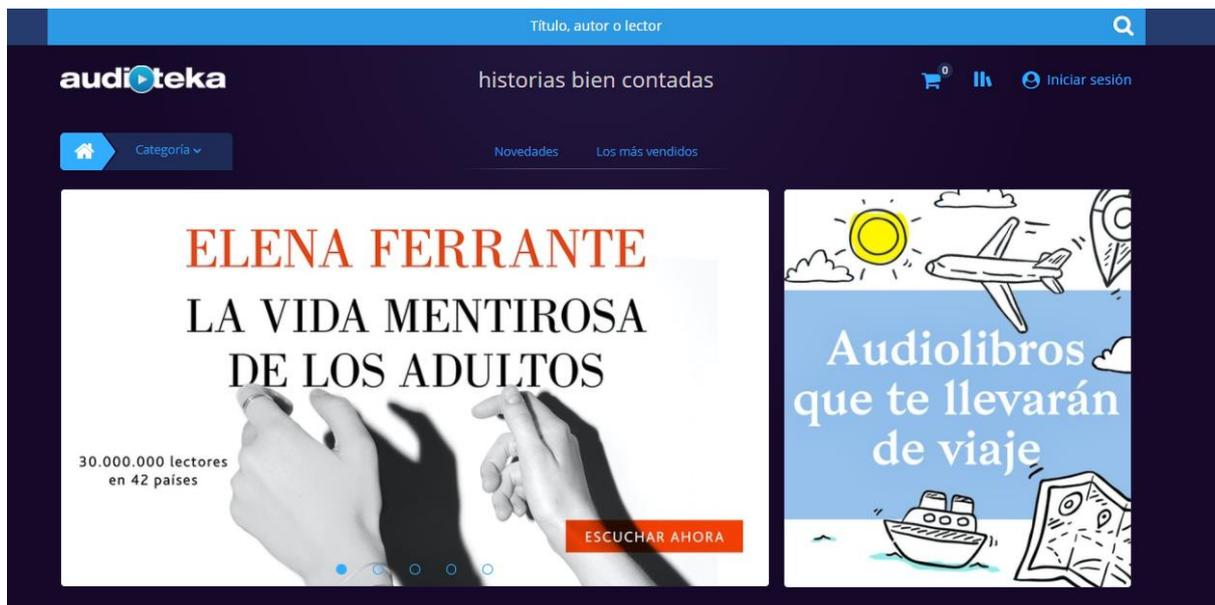 Título, autor o lector
audioteka
historias bien contadas
0
Iniciar sesión
Categoría
Novedades
Los más vendidos
ELENA FERRANTE
LA VIDA MENTIROSA
DE LOS ADULTOS
30.000.000 lectores
en 42 países
ESCUCHAR AHORA
Audiolibros
que te llevarán
de viaje